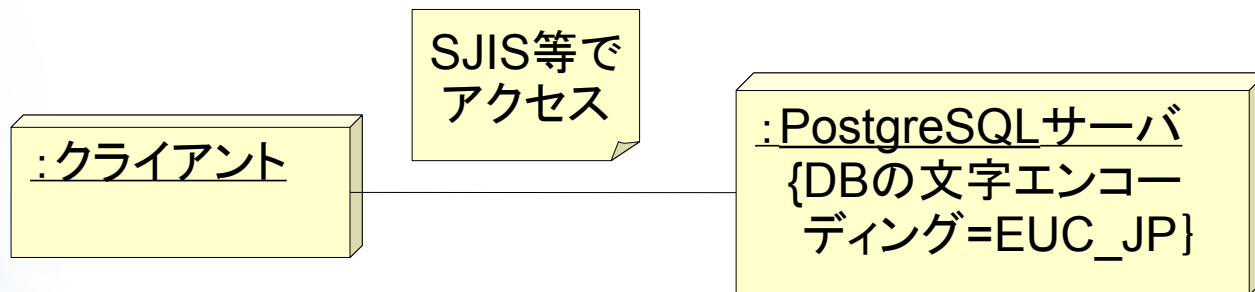 SJIS等で
アクセス
:クライアント
:PostgreSQLサーバ
{DBの文字エンコー
ディング=EUC_JP}